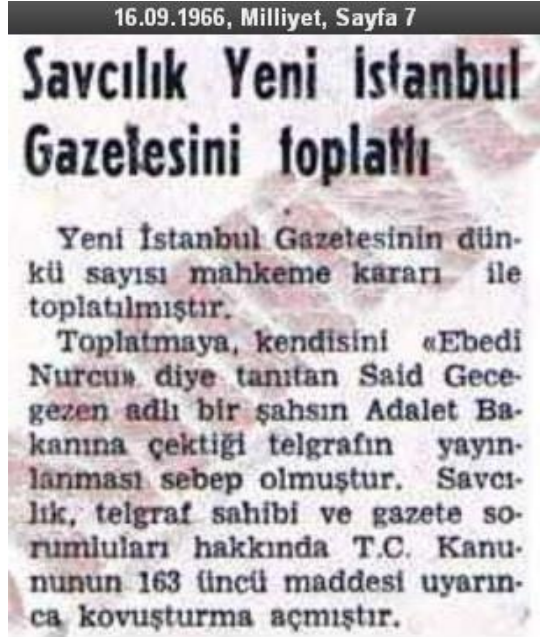 16.09.1966, Milliyet, Sayfa 7
Savcılık Yeni İstanbul
Gazetesini toplattı
Yeni İstanbul Gazetesinin dün-
kü sayısı mahkeme kararı ile
toplatılmıştır.
Toplatmaya, kendisini «Ebedi
Nurcu» diye tanıtan Said Gece-
gezen adlı bir şahsın Adalet Ba-
kanına çektiği telgrafın yayın-
lanması sebep olmuştur. Savcı-
lık, telgraf sahibi ve gazete so-
rumluları hakkında T.C. Kanu-
nunun 163 üncü maddesi uyarın-
ca kovuşturma açmıştır.